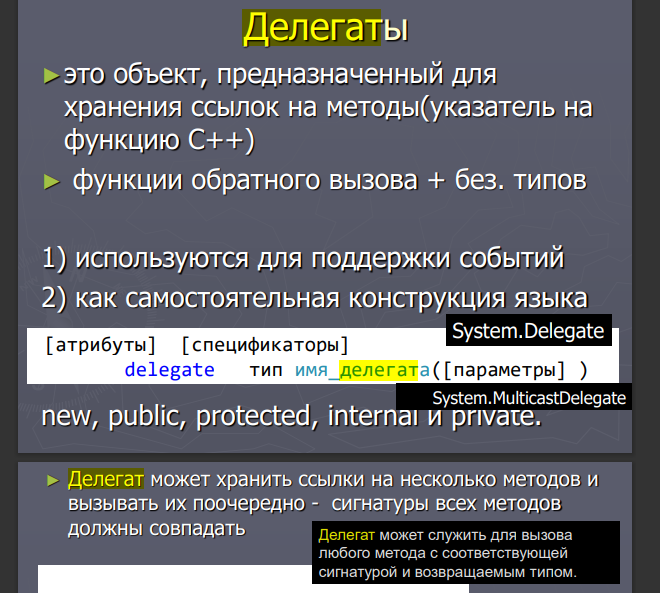 Делегаты
►это объект, предназначенный для
хранения ссылок на методы(указатель на
функцию С++)
► функции обратного вызова + без. типов
1) используются для поддержки событий
2) как самостоятельная конструкция языка
System.Delegate
[атрибуты] [спецификаторы]
delegate тип имя_делегата([параметры] )
System.MulticastDelegate
new, public, protected, internal и private.
► Делегат может хранить ссылки на несколько методов и
вызывать их поочередно - сигнатуры всех методов
должны совпадать
Делегат может служить для вызова
любого метода с соответствующей
сигнатурой и возвращаемым типом.